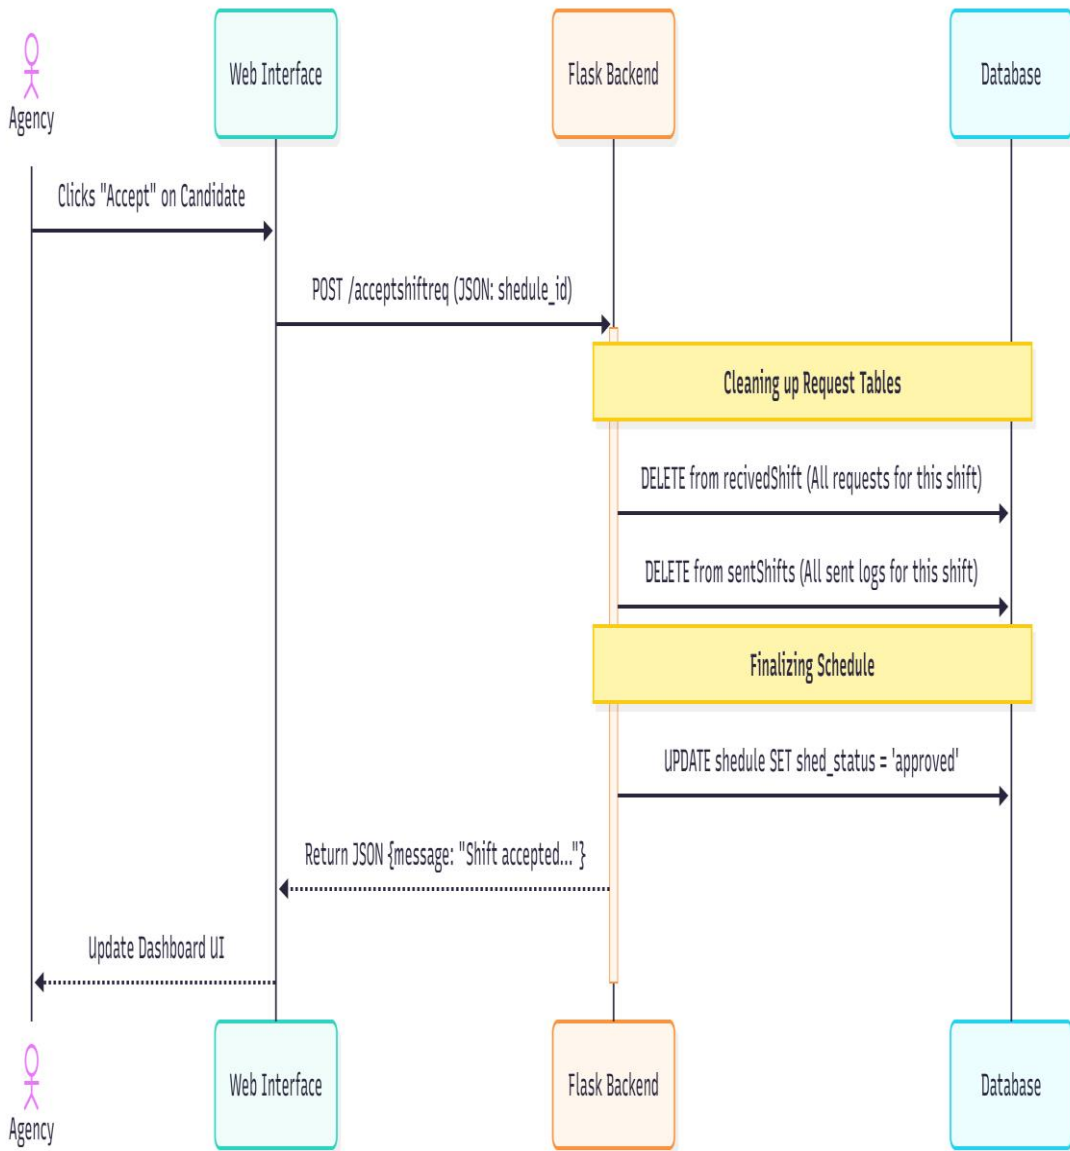 Agency
Web Interface
Flask Backend
Database
Clicks "Accept" on Candidate
POST /acceptshiftreq (JSON: shedule_id)
Cleaning up Request Tables
DELETE from recivedShift (All requests for this shift)
DELETE from sentShifts (All sent logs for this shift)
Finalizing Schedule
UPDATE shedule SET shed_status = 'approved'
Return JSON {message: "Shift accepted..."}
Update Dashboard UI
Agency
Web Interface
Flask Backend
Database